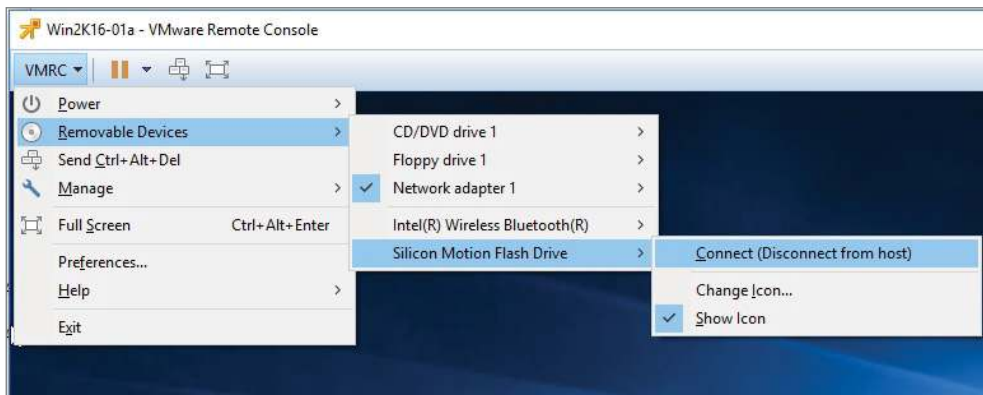 Win2K16-01a - VMware Remote Console
VMRC
Power
Removable Devices
Send Ctrl+Alt+Del
Manage
Full Screen Ctrl+Alt+Enter
Preferences...
Help
Exit
CD/DVD drive 1
Floppy drive 1
Network adapter 1
Intel(R) Wireless Bluetooth(R)
Silicon Motion Flash Drive
Connect (Disconnect from host)
Change Icon...
Show Icon